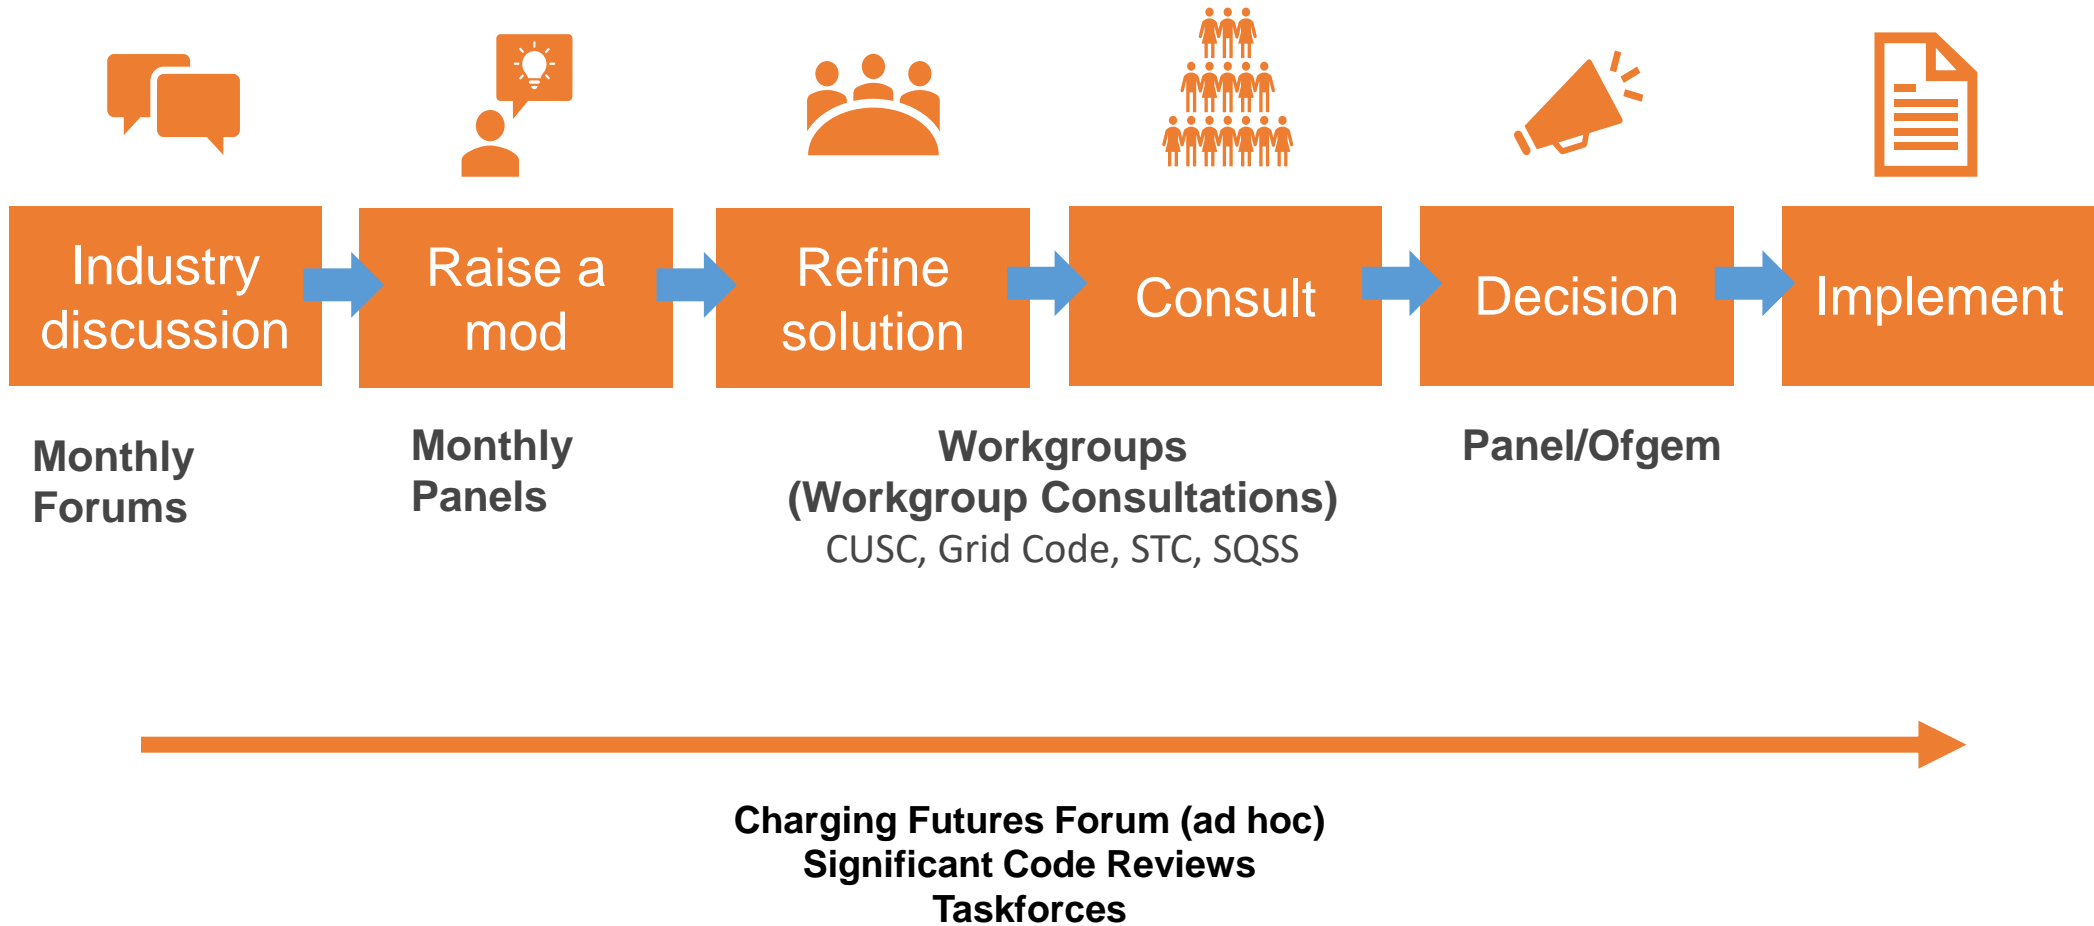 Industry
discussion
Raise a
mod
Refine
solution
Consult
Decision
Implement
Monthly
Forums
Monthly
Panels
Workgroups
(Workgroup Consultations)
CUSC, Grid Code, STC, SQSS
Panel/Ofgem
Charging Futures Forum (ad hoc)
Significant Code Reviews
Taskforces